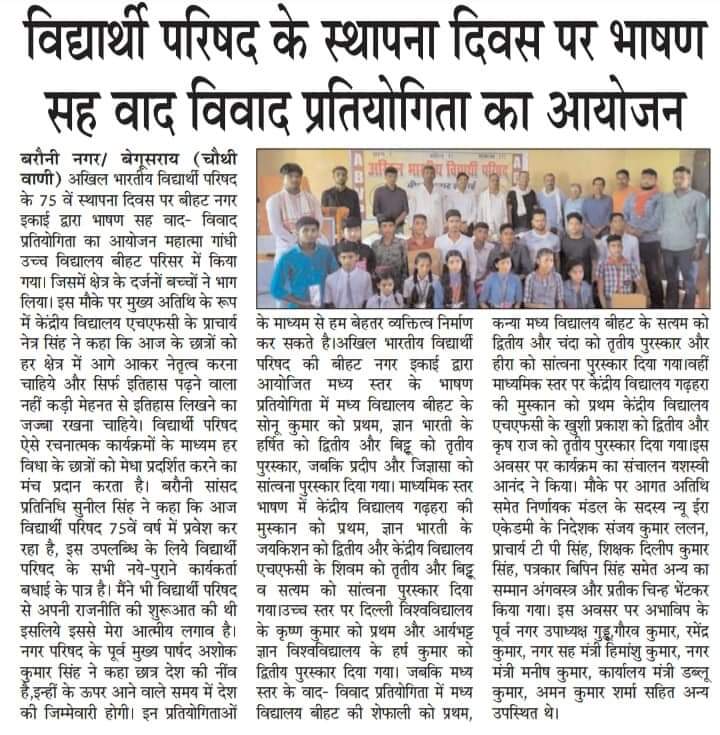 विद्यार्थी परिषद के स्थापना दिवस पर भाषण
सह वाद विवाद प्रतियोगिता का आयोजन
बरौनी नगर/ बेगूसराय (चौथी
वाणी) अखिल भारतीय विद्यार्थी परिषद
के 75 वें स्थापना दिवस पर बीहट नगर
इकाई द्वारा भाषण सह वाद- विवाद
प्रतियोगिता का आयोजन महात्मा गांधी
उच्च विद्यालय बीहट परिसर में किया
गया। जिसमें क्षेत्र के दर्जनों बच्चों ने भाग
लिया। इस मौके पर मुख्य अतिथि के रूप
में केंद्रीय विद्यालय एचएफसी के प्राचार्य
नेत्र सिंह ने कहा कि आज के छात्रों को
हर क्षेत्र में आगे आकर नेतृत्व करना
चाहिये और सिर्फ इतिहास पढ़ने वाला
नहीं कड़ी मेहनत से इतिहास लिखने का
जज्बा रखना चाहिये। विद्यार्थी परिषद
ऐसे रचनात्मक कार्यक्रमों के माध्यम हर
विधा के छात्रों को मेधा प्रदर्शित करने का
मंच प्रदान करता है। बरौनी सांसद
प्रतिनिधि सुनील सिंह ने कहा कि आज
विद्यार्थी परिषद 75वें वर्ष में प्रवेश कर
रहा है, इस उपलब्धि के लिये विद्यार्थी
परिषद के सभी नये-पुराने कार्यकर्ता
बधाई के पात्र है। मैंने भी विद्यार्थी परिषद
से अपनी राजनीति की शुरूआत की थी
इसलिये इससे मेरा आत्मीय लगाव है।
नगर परिषद के पूर्व मुख्य पार्षद अशोक
कुमार सिंह ने कहा छात्र देश की नींव
है,इन्हीं के ऊपर आने वाले समय में देश
की जिम्मेवारी होगी। इन प्रतियोगिताओं
अखिल भारतीय विद्यार्थी परिषद
के माध्यम से हम बेहतर व्यक्तित्व निर्माण
कर सकते है।अखिल भारतीय विद्यार्थी
परिषद की बीहट नगर इकाई द्वारा
आयोजित मध्य स्तर के भाषण
प्रतियोगिता में मध्य विद्यालय बीहट के
सोनू कुमार को प्रथम, ज्ञान भारती के
हर्षित को द्वितीय और बिट्टू को तृतीय
पुरस्कार, जबकि प्रदीप और जिज्ञासा को
सांत्वना पुरस्कार दिया गया। माध्यमिक स्तर
भाषण में केंद्रीय विद्यालय गढ़हरा की
मुस्कान को प्रथम, ज्ञान भारती के
जयकिशन को द्वितीय और केंद्रीय विद्यालय
एचएफसी के शिवम को तृतीय और बिट्टू
व सत्यम को सांत्वना पुरस्कार दिया
गया।उच्च स्तर पर दिल्ली विश्वविद्यालय
के कृष्ण कुमार को प्रथम और आर्यभट्ट
ज्ञान विश्वविद्यालय के हर्ष कुमार को
द्वितीय पुरस्कार दिया गया। जबकि मध्य
स्तर के वाद- विवाद प्रतियोगिता में मध्य
विद्यालय बीहट की शेफाली को प्रथम,
कन्या मध्य विद्यालय बीहट के सत्यम को
द्वितीय और चंदा को तृतीय पुरस्कार और
हीरा को सांत्वना पुरस्कार दिया गया।वहीं
माध्यमिक स्तर पर केंद्रीय विद्यालय गढ़हरा
की मुस्कान को प्रथम केंद्रीय विद्यालय
एचएफसी के खुशी प्रकाश को द्वितीय और
कृष राज को तृतीय पुरस्कार दिया गया।इस
अवसर पर कार्यक्रम का संचालन यशस्वी
आनंद ने किया। मौके पर आगत अतिथि
समेत निर्णायक मंडल के सदस्य न्यू ईरा
एकेडमी के निदेशक संजय कुमार ललन,
प्राचार्य टी पी सिंह, शिक्षक दिलीप कुमार
सिंह, पत्रकार बिपिन सिंह समेत अन्य का
सम्मान अंगवस्त्र और प्रतीक चिन्ह भेंटकर
किया गया। इस अवसर पर अभाविप के
पूर्व नगर उपाध्यक्ष गुड्डू,गौरव कुमार, रमेंद्र
कुमार, नगर सह मंत्री हिमांशु कुमार, नगर
मंत्री मनीष कुमार, कार्यालय मंत्री डब्लू
कुमार, अमन कुमार शर्मा सहित अन्य
उपस्थित थे।